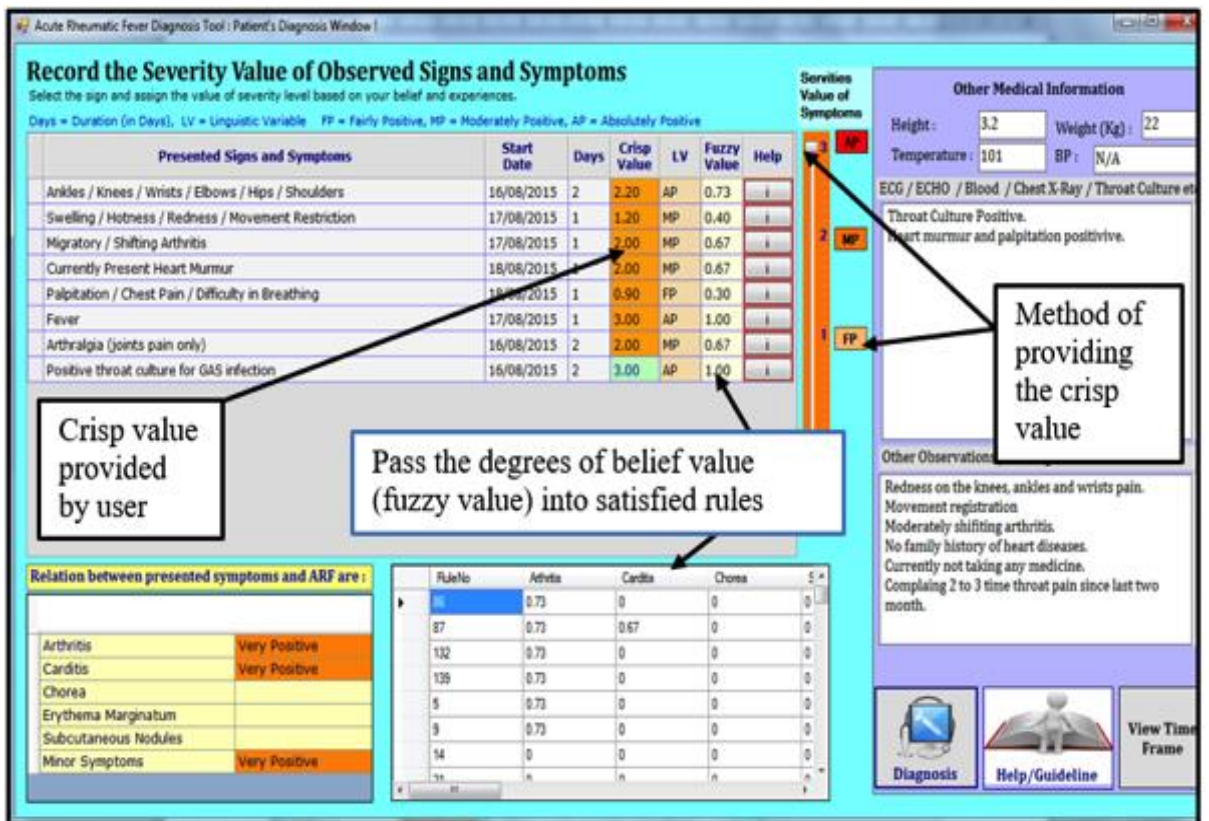 Acute Rheumatic Fever Diagnosis Tool : Patient's Diagnosis Window !
Record the Severity Value of Observed Signs and Symptoms
Select the sign and assign the value of severity level based on your belief and experiences.
Days = Duration (in Days), LV = Linguistic Variable FP = Fairly Positive, MP = Moderately Positive, AP = Absolutely Positive
Presented Signs and Symptoms Start Date Days Crisp Value LV Fuzzy Value Help
Ankles / Knees / Wrists / Elbows / Hips / Shoulders 16/08/2015 2 2.20 AP 0.73 i
Swelling / Hotness / Redness / Movement Restriction 17/08/2015 1 1.20 MP 0.40 i
Migratory / Shifting Arthritis 17/08/2015 1 2.00 MP 0.67 i
Currently Present Heart Murmur 18/08/2015 2.00 MP 0.67 i
Palpitation / Chest Pain / Difficulty in Breathing 18/08/2015 1 0.90 FP 0.30 i
Fever 17/08/2015 1 3.00 AP 1.00 i
Arthralgia (joints pain only) 16/08/2015 2 2.00 MP 0.67 i
Positive throat culture for GAS infection 16/08/2015 2 3.00 AP 1.00 i
Servities
Value of
Symptoms
3 AP
2 MP
1 FP
Other Medical Information
Height : 3.2 Weight (Kg) : 22
Temperature : 101 BP : N/A
ECG / ECHO / Blood / Chest X-Ray / Throat Culture et
Throat Culture Positive.
Heart murmur and palpitation positivive.
Method of
providing
the crisp
value
Crisp value
provided
by user
Pass the degrees of belief value
(fuzzy value) into satisfied rules
Other Observations
Redness on the knees, ankles and wrists pain.
Movement registration
Moderately shifiting arthritis.
No family history of heart diseases.
Currently not taking any medicine.
Complaing 2 to 3 time throat pain since last two
month.
Relation between presented symptoms and ARF are :
Arthritis Very Positive
Carditis Very Positive
Chorea
Erythema Marginatum
Subcutaneous Nodules
Minor Symptoms Very Positive
RuleNo Arthritis Carditis Chorea S
0.73 0 0 0
87 0.73 0.67 0 0
132 0.73 0 0 0
139 0.73 0 0 0
5 0.73 0 0 0
9 0.73 0 0 0
14 0 0 0 0
Diagnosis
Help/Guideline
View Time
Frame